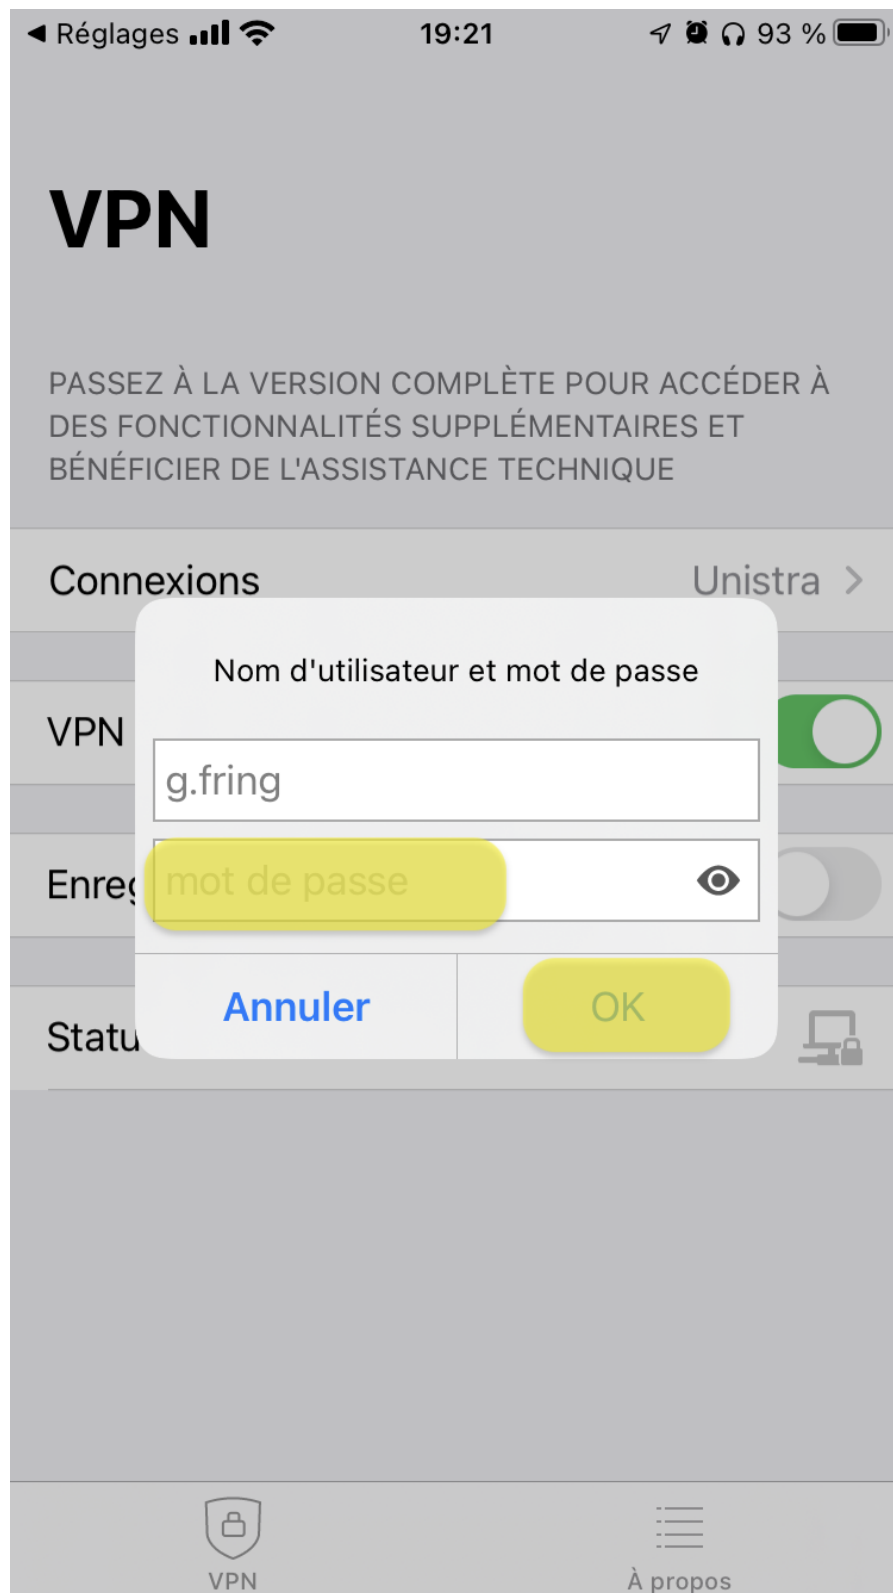 Réglages
19:21
93 %
VPN
PASSEZ À LA VERSION COMPLÈTE POUR ACCÉDER À
DES FONCTIONNALITÉS SUPPLÉMENTAIRES ET
BÉNÉFICIER DE L'ASSISTANCE TECHNIQUE
Connexions
Unistra
Nom d'utilisateur et mot de passe
VPN
g.fring
Enreg
mot de passe
Annuler
OK
Statu
VPN
À propos